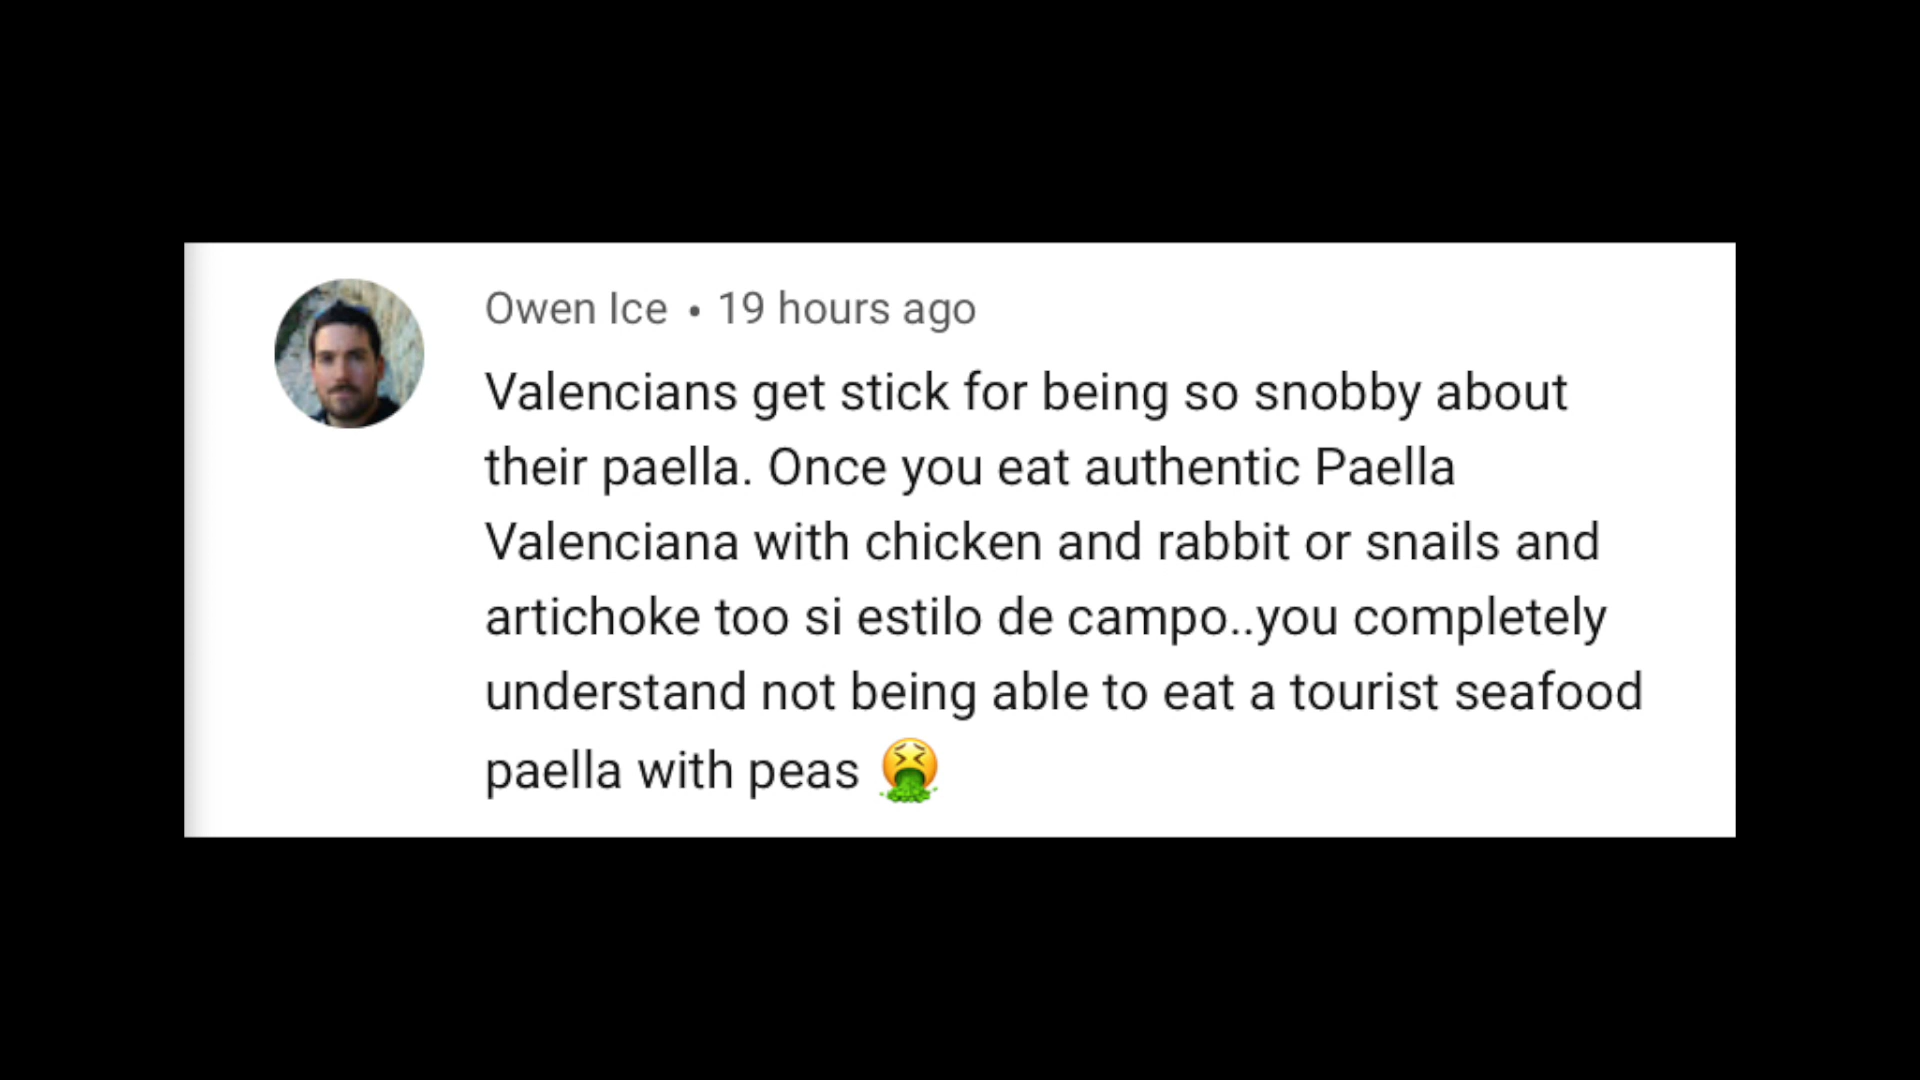 Owen Ice • 19 hours ago
Valencians get stick for being so snobby about
their paella. Once you eat authentic Paella
Valenciana with chicken and rabbit or snails and
artichoke too si estilo de campo..you completely
understand not being able to eat a tourist seafood
paella with peas 🤮